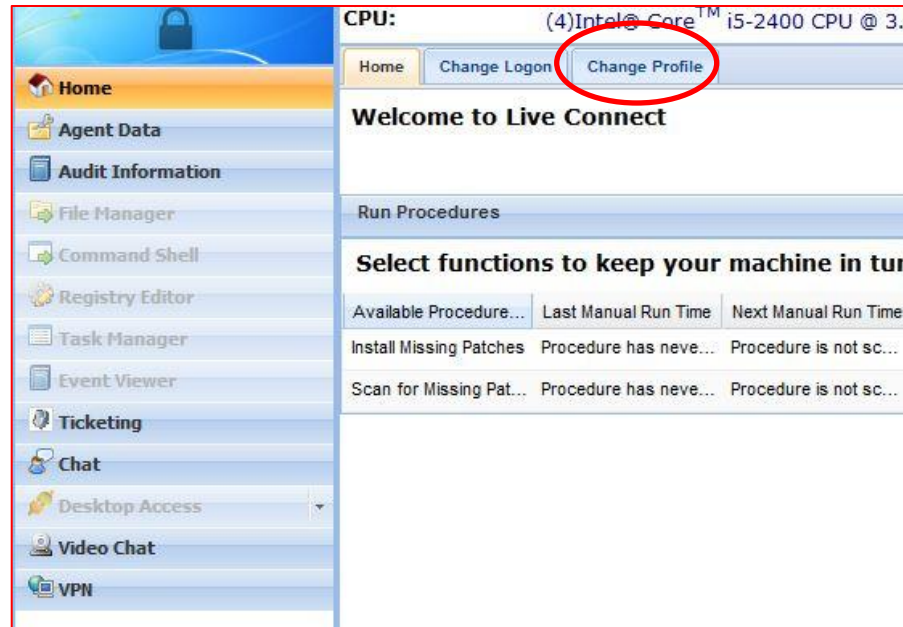 CPU: (4)Intel® Core™ i5-2400 CPU @ 3.
Home Change Logon Change Profile
Welcome to Live Connect
Home
Agent Data
Audit Information
File Manager
Command Shell
Registry Editor
Task Manager
Event Viewer
Ticketing
Chat
Desktop Access
Video Chat
VPN
Run Procedures
Select functions to keep your machine in tu
Available Procedure... Last Manual Run Time Next Manual Run Time
Install Missing Patches Procedure has neve... Procedure is not sc...
Scan for Missing Pat... Procedure has neve... Procedure is not sc...